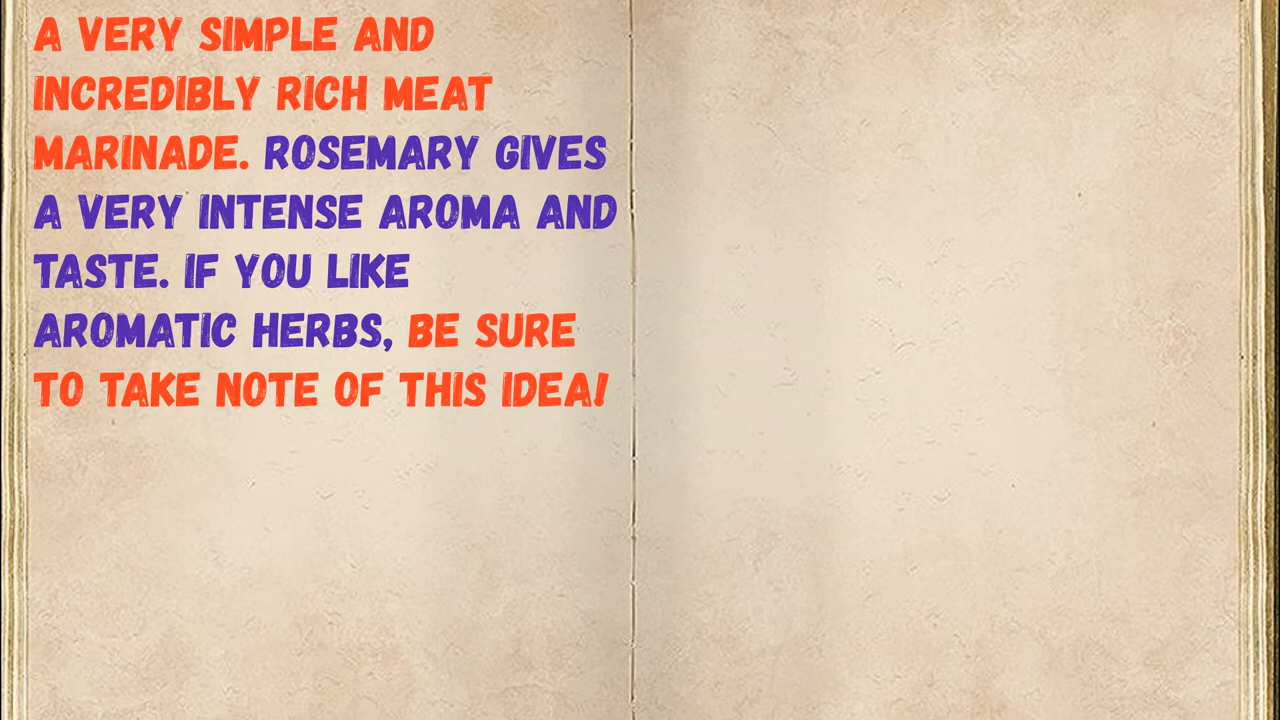 A VERY SIMPLE AND
INCREDIBLY RICH MEAT
MARINADE. ROSEMARY GIVES
A VERY INTENSE AROMA AND
TASTE. IF YOU LIKE
AROMATIC HERBS, BE SURE
TO TAKE NOTE OF THIS IDEA!